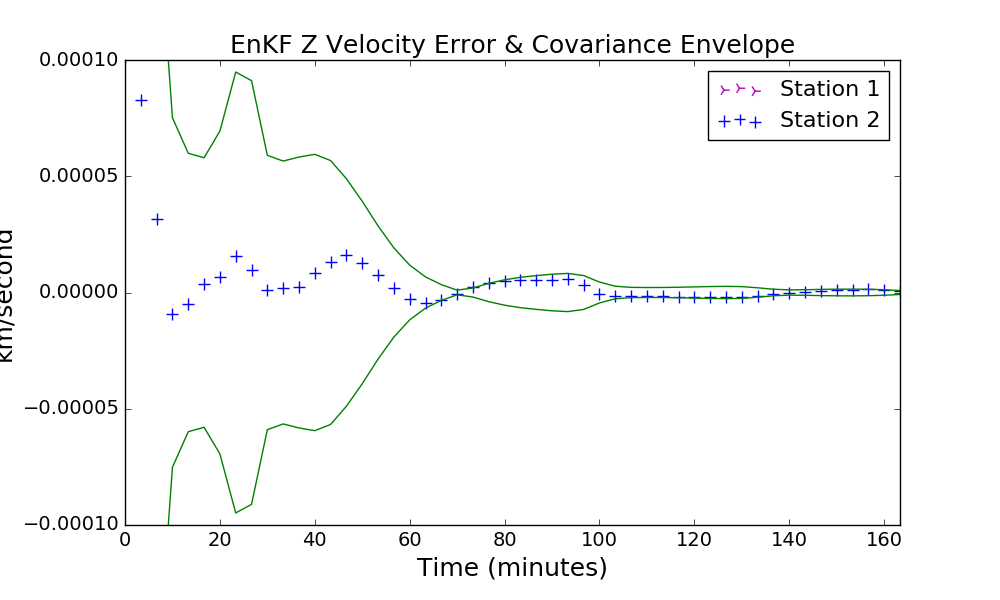 EnKF Z Velocity Error & Covariance Envelope
0.00010
0.00005
0.00000
−0.00005
−0.00010
km/second
Station 1
Station 2
0 20 40 60 80 100 120 140 160
Time (minutes)